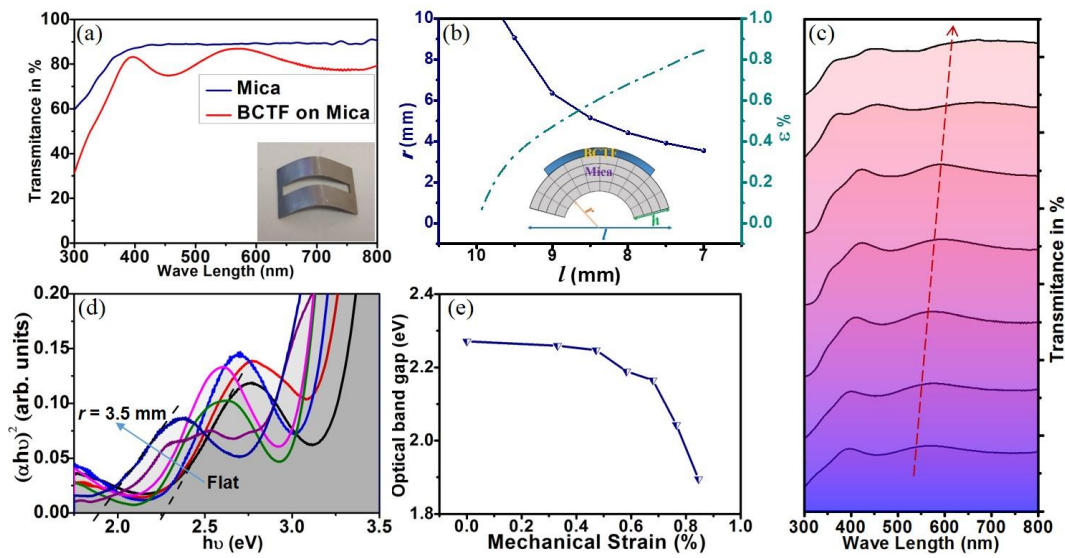 (a)
100
80
60
40
20
0
Transmitance in %
Mica
BCTF on Mica
300 400 500 600 700 800
Wave Length (nm)
(b)
10
8
6
4
2
0
r (mm)
BCTF
Mica
r
h
l
1.0
0.8
0.6
0.4
0.2
0.0
ε %
10 9 8 7
l (mm)
(c)
Transmitance in %
300 400 500 600 700 800
Wave Length (nm)
(d)
0.20
0.15
0.10
0.05
0.00
(αhυ)² (arb. units)
r = 3.5 mm
Flat
2.0 2.5 3.0 3.5
hυ (eV)
(e)
2.4
2.2
2.0
1.8
Optical band gap (eV)
0.0 0.2 0.4 0.6 0.8 1.0
Mechanical Strain (%)